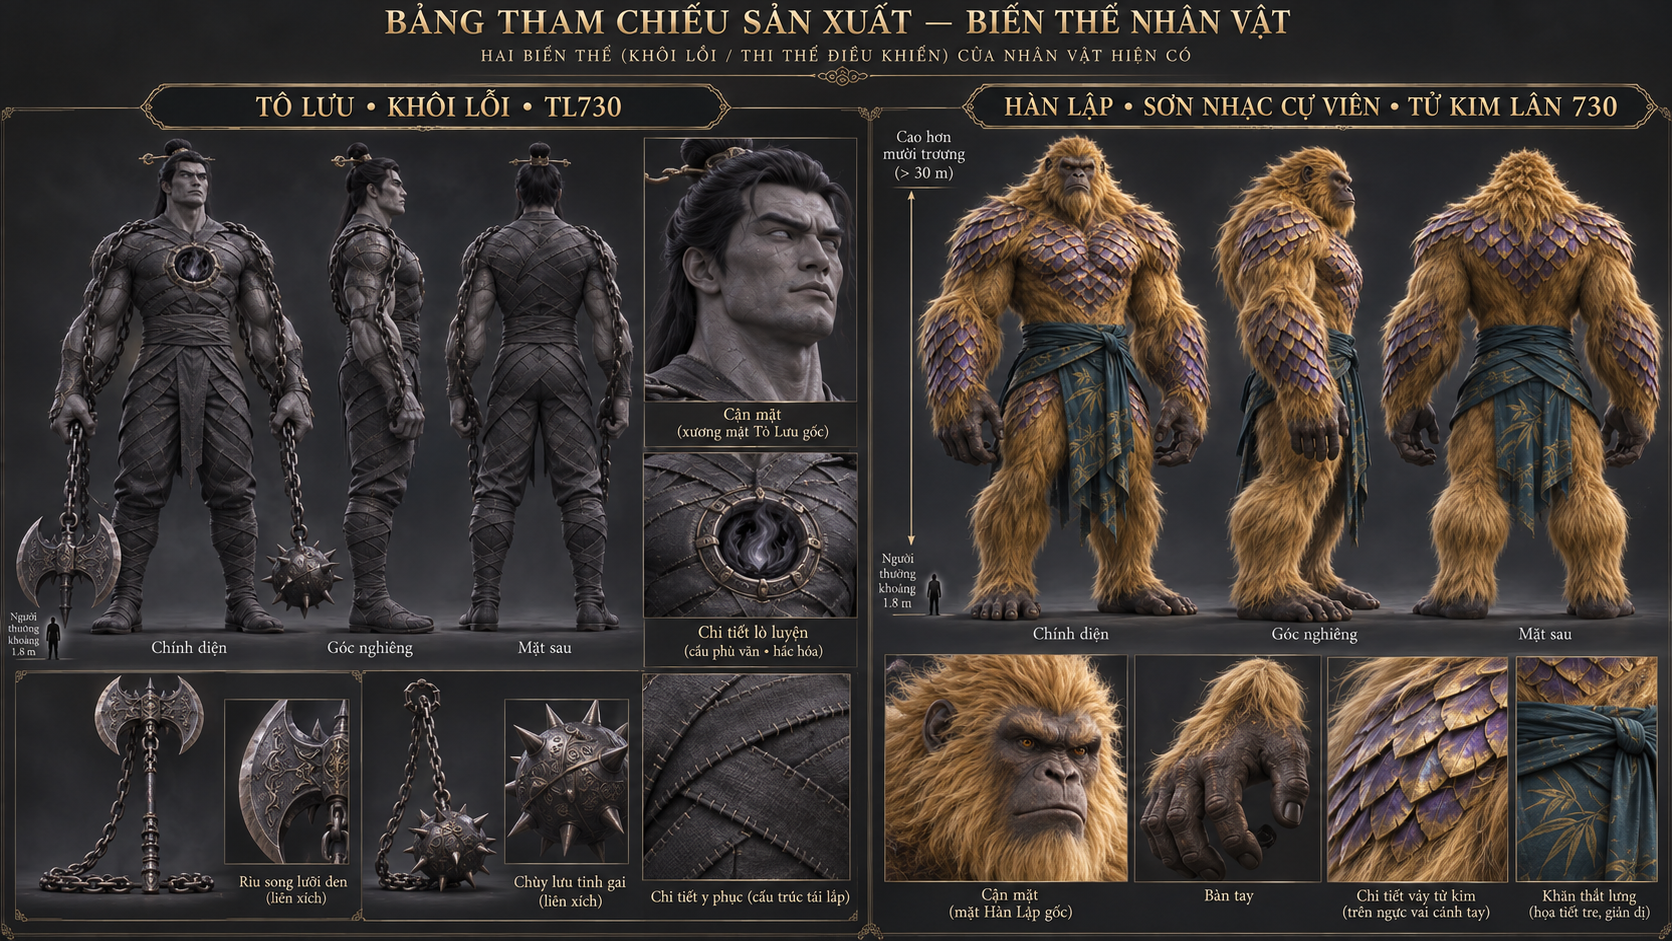 BẢNG THAM CHIẾU SẢN XUẤT — BIẾN THỂ NHÂN VẬT
HAI BIẾN THỂ (KHÔI LỖI / THI THỂ ĐIỀU KHIỂN) CỦA NHÂN VẬT HIỆN CÓ
TÔ LƯU • KHÔI LỖI • TL730
Cận mặt
(xương mặt Tô Lưu gốc)
Chi tiết lò luyện
(cấu phù văn • hắc hóa)
Người
thường
khoảng
1.8 m
Chính diện
Góc nghiêng
Mặt sau
Rìu song lưỡi đen
(liên xích)
Chùy lưu tinh gai
(liên xích)
Chi tiết y phục (cấu trúc tái lắp)
HÀN LẬP • SƠN NHẠC CỰ VIÊN • TỬ KIM LÂN 730
Cao hơn
mười trượng
(> 30 m)
Người
thường
khoảng
1.8 m
Chính diện
Góc nghiêng
Mặt sau
Cận mặt
(mặt Hàn Lập gốc)
Bàn tay
Chi tiết vảy tử kim
(trên ngực vai cánh tay)
Khăn thắt lưng
(họa tiết tre, giản dị)